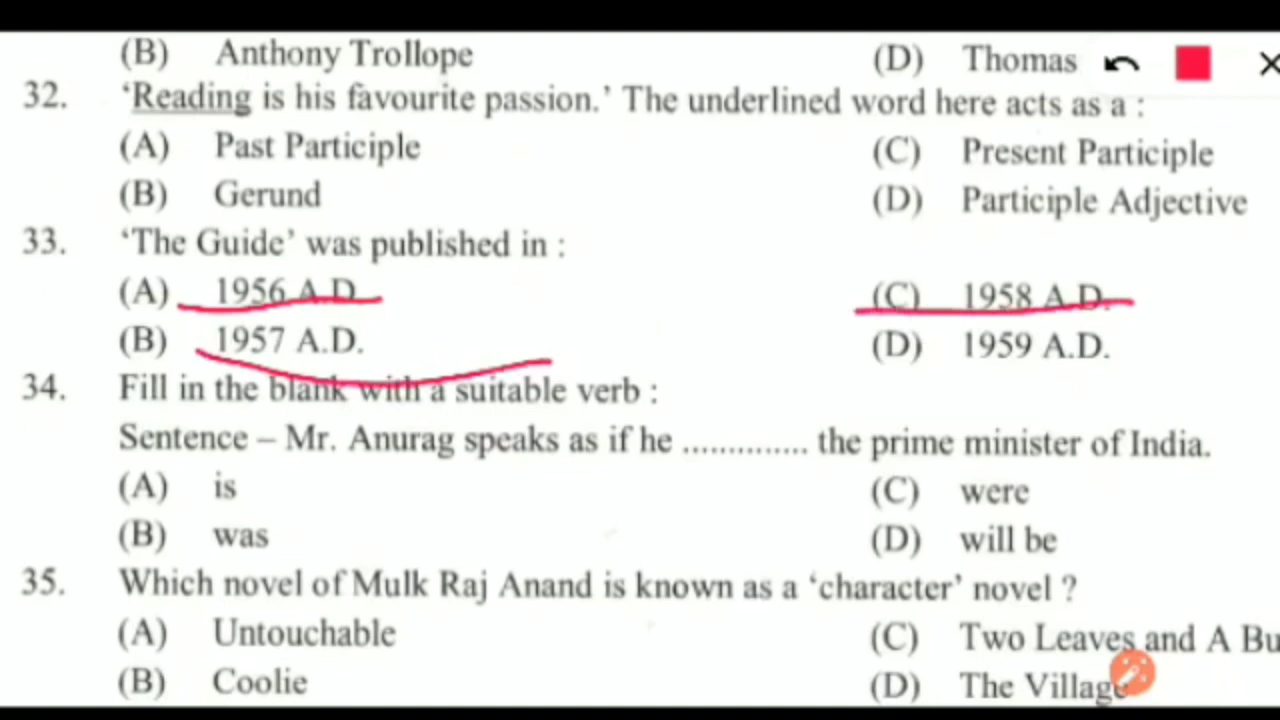 (B) Anthony Trollope (D) Thomas
32. 'Reading is his favourite passion.' The underlined word here acts as a :
(A) Past Participle (C) Present Participle
(B) Gerund (D) Participle Adjective
33. 'The Guide' was published in :
(A) 1956 A.D. (C) 1958 A.D.
(B) 1957 A.D. (D) 1959 A.D.
34. Fill in the blank with a suitable verb :
Sentence – Mr. Anurag speaks as if he .............. the prime minister of India.
(A) is (C) were
(B) was (D) will be
35. Which novel of Mulk Raj Anand is known as a 'character' novel ?
(A) Untouchable (C) Two Leaves and A Bu
(B) Coolie (D) The Village